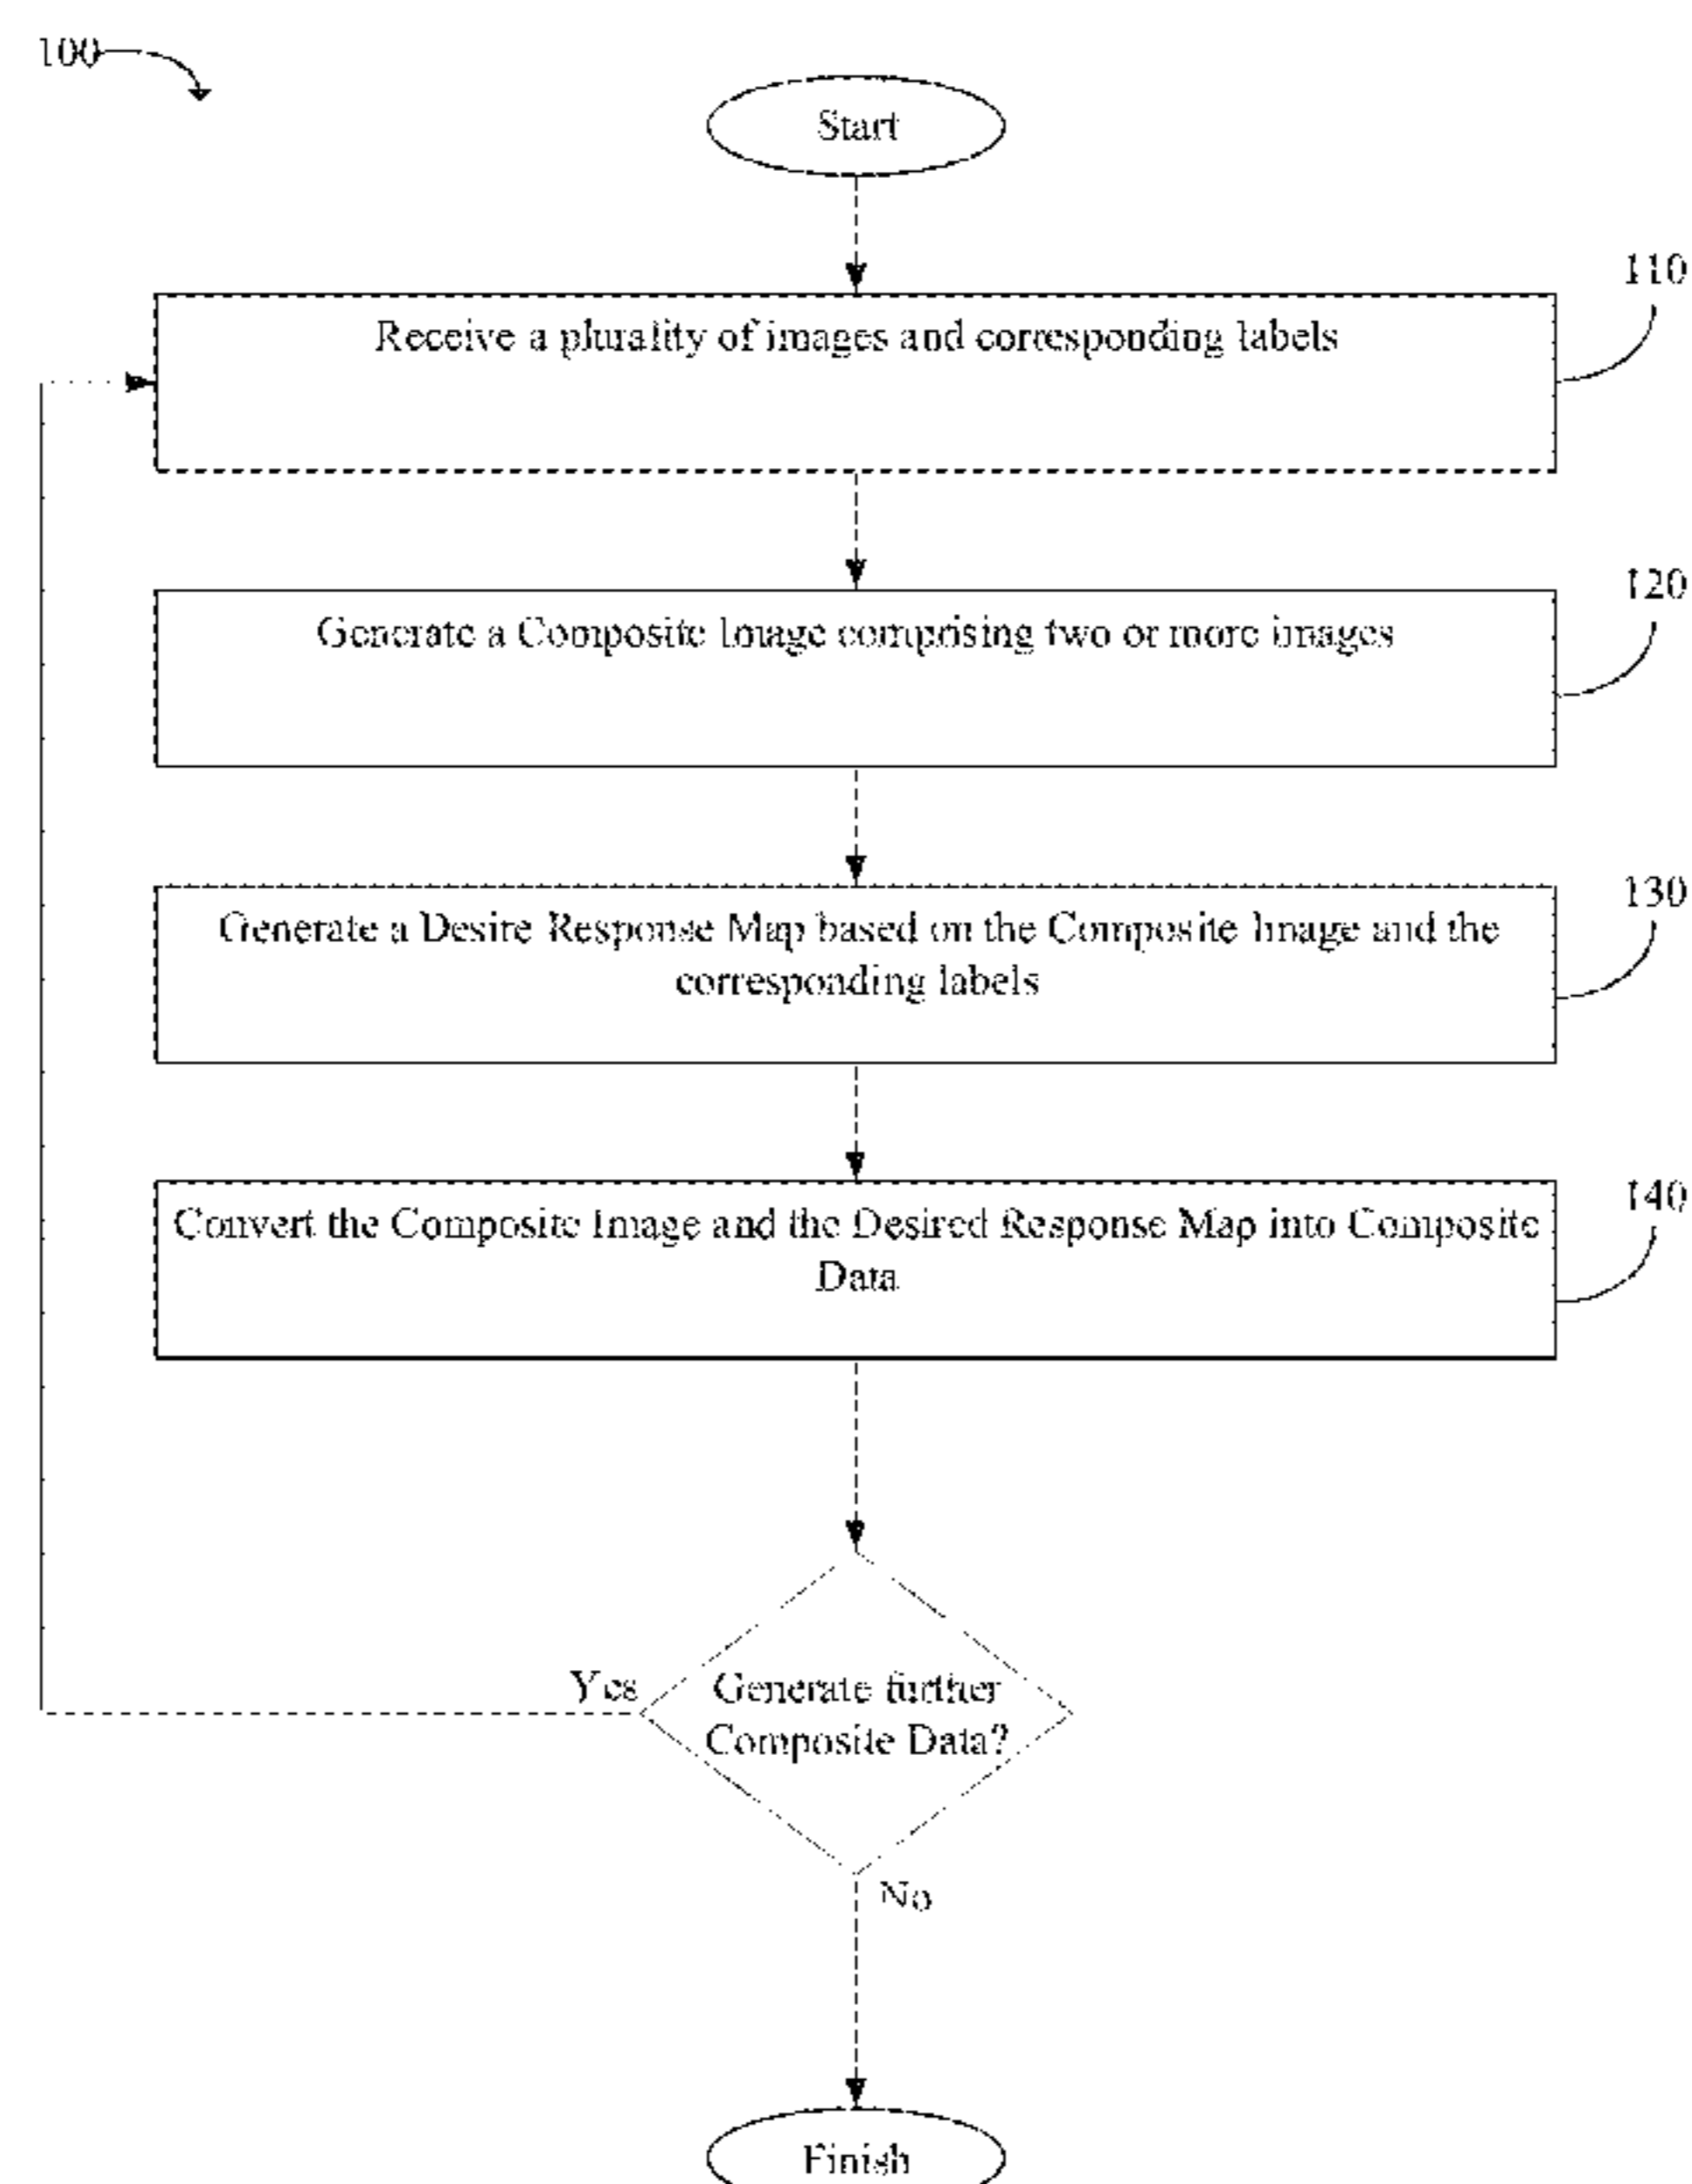 100
Start
110
Receive a plurality of images and corresponding labels
120
Generate a Composite Image comprising two or more images
130
Generate a Desire Response Map based on the Composite Image and the
corresponding labels
140
Convert the Composite Image and the Desired Response Map into Composite
Data
Yes
Generate further
Composite Data?
No
Finish